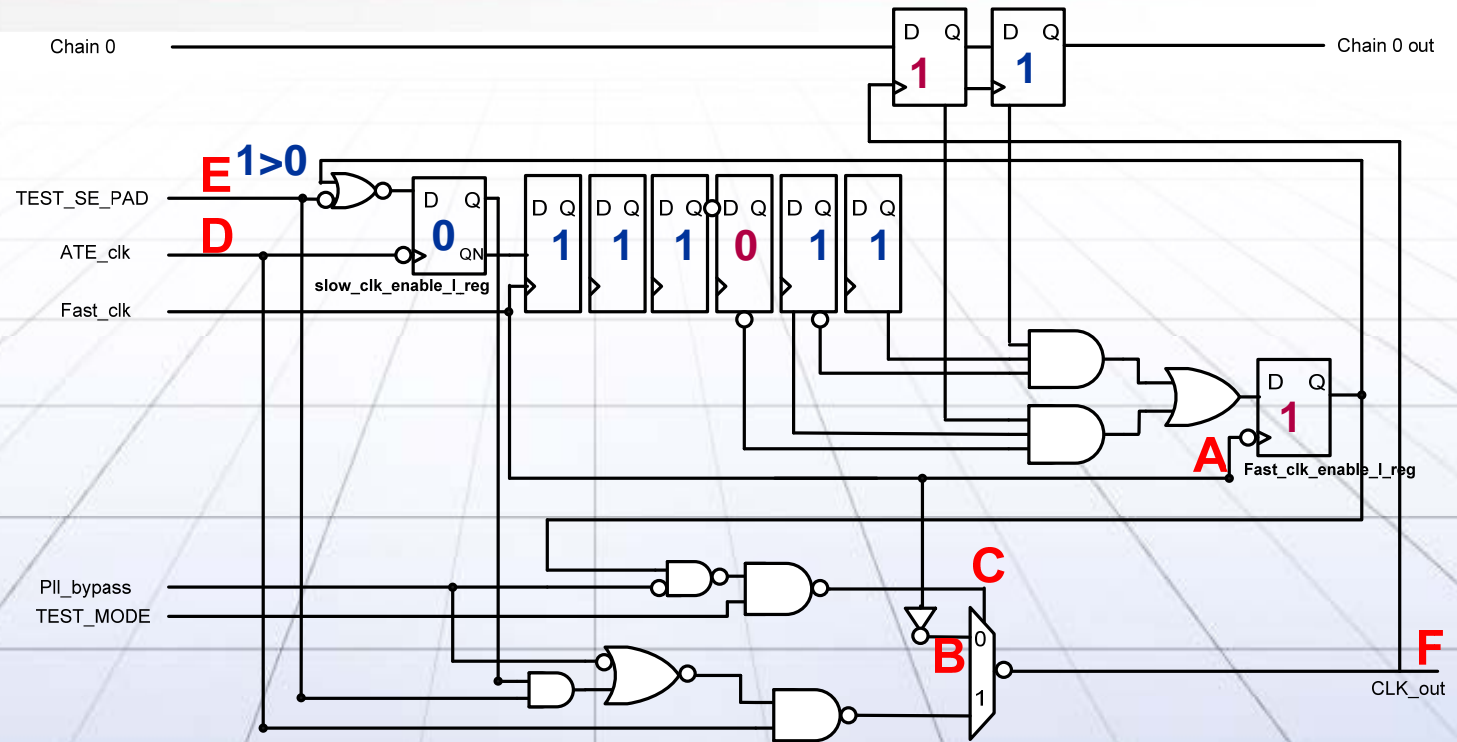 Chain 0
D Q
1
D Q
1
Chain 0 out
E 1>0
TEST_SE_PAD
D
ATE_clk
Fast_clk
D Q
0
QN
slow_clk_enable_l_reg
D Q
1
D Q
1
D Q
1
D Q
0
D Q
1
D Q
1
D Q
1
A
Fast_clk_enable_l_reg
Pll_bypass
TEST_MODE
C
0
B
1
F
CLK_out